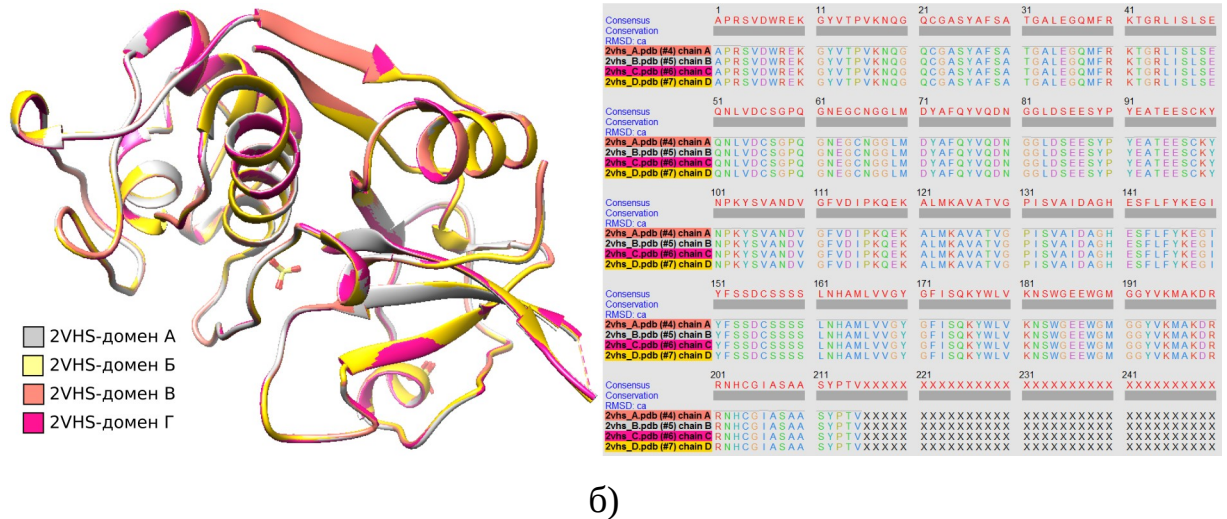 2VHS-домен А
2VHS-домен Б
2VHS-домен В
2VHS-домен Г
1 11 21 31 41
Consensus APRSVDWREK GYVTPVKNQG QCGASYAFSA TGALEGQMFR KTGRLISLSE
Conservation
RMSD: ca
2vhs_A.pdb (#4) chain A APRSVDWREK GYVTPVKNQG QCGASYAFSA TGALEGQMFR KTGRLISLSE
2vhs_B.pdb (#5) chain B APRSVDWREK GYVTPVKNQG QCGASYAFSA TGALEGQMFR KTGRLISLSE
2vhs_C.pdb (#6) chain C APRSVDWREK GYVTPVKNQG QCGASYAFSA TGALEGQMFR KTGRLISLSE
2vhs_D.pdb (#7) chain D APRSVDWREK GYVTPVKNQG QCGASYAFSA TGALEGQMFR KTGRLISLSE
51 61 71 81 91
Consensus QNLVDCSGPQ GNEGCNGGLM DYAFQYVQDN GGLDSEESYP YEATEESCKY
Conservation
RMSD: ca
2vhs_A.pdb (#4) chain A QNLVDCSGPQ GNEGCNGGLM DYAFQYVQDN GGLDSEESYP YEATEESCKY
2vhs_B.pdb (#5) chain B QNLVDCSGPQ GNEGCNGGLM DYAFQYVQDN GGLDSEESYP YEATEESCKY
2vhs_C.pdb (#6) chain C QNLVDCSGPQ GNEGCNGGLM DYAFQYVQDN GGLDSEESYP YEATEESCKY
2vhs_D.pdb (#7) chain D QNLVDCSGPQ GNEGCNGGLM DYAFQYVQDN GGLDSEESYP YEATEESCKY
101 111 121 131 141
Consensus NPKYSVANDV GFVDIPKQEK ALMKAVATVG PISVAIDAGH ESFLFYKEGI
Conservation
RMSD: ca
2vhs_A.pdb (#4) chain A NPKYSVANDV GFVDIPKQEK ALMKAVATVG PISVAIDAGH ESFLFYKEGI
2vhs_B.pdb (#5) chain B NPKYSVANDV GFVDIPKQEK ALMKAVATVG PISVAIDAGH ESFLFYKEGI
2vhs_C.pdb (#6) chain C NPKYSVANDV GFVDIPKQEK ALMKAVATVG PISVAIDAGH ESFLFYKEGI
2vhs_D.pdb (#7) chain D NPKYSVANDV GFVDIPKQEK ALMKAVATVG PISVAIDAGH ESFLFYKEGI
151 161 171 181 191
Consensus YFSSDCSSSS LNHAMLVVGY GFISQKYWLV KNSWGEEWGM GGYVKMAKDR
Conservation
RMSD: ca
2vhs_A.pdb (#4) chain A YFSSDCSSSS LNHAMLVVGY GFISQKYWLV KNSWGEEWGM GGYVKMAKDR
2vhs_B.pdb (#5) chain B YFSSDCSSSS LNHAMLVVGY GFISQKYWLV KNSWGEEWGM GGYVKMAKDR
2vhs_C.pdb (#6) chain C YFSSDCSSSS LNHAMLVVGY GFISQKYWLV KNSWGEEWGM GGYVKMAKDR
2vhs_D.pdb (#7) chain D YFSSDCSSSS LNHAMLVVGY GFISQKYWLV KNSWGEEWGM GGYVKMAKDR
201 211 221 231 241
Consensus RNHCGIASAA SYPTVXXXXX XXXXXXXXXX XXXXXXXXXX XXXXXXXXXX
Conservation
RMSD: ca
2vhs_A.pdb (#4) chain A RNHCGIASAA SYPTVXXXXX XXXXXXXXXX XXXXXXXXXX XXXXXXXXXX
2vhs_B.pdb (#5) chain B RNHCGIASAA SYPTVXXXXX XXXXXXXXXX XXXXXXXXXX XXXXXXXXXX
2vhs_C.pdb (#6) chain C RNHCGIASAA SYPTVXXXXX XXXXXXXXXX XXXXXXXXXX XXXXXXXXXX
2vhs_D.pdb (#7) chain D RNHCGIASAA SYPTVXXXXX XXXXXXXXXX XXXXXXXXXX XXXXXXXXXX
б)